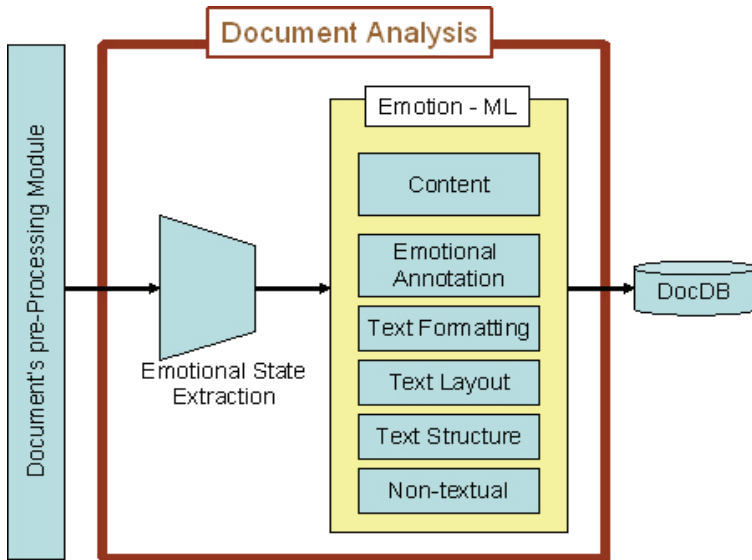 Document Analysis
Document's pre-Processing Module
Emotional State
Extraction
Emotion - ML
Content
Emotional
Annotation
Text Formatting
Text Layout
Text Structure
Non-textual
DocDB